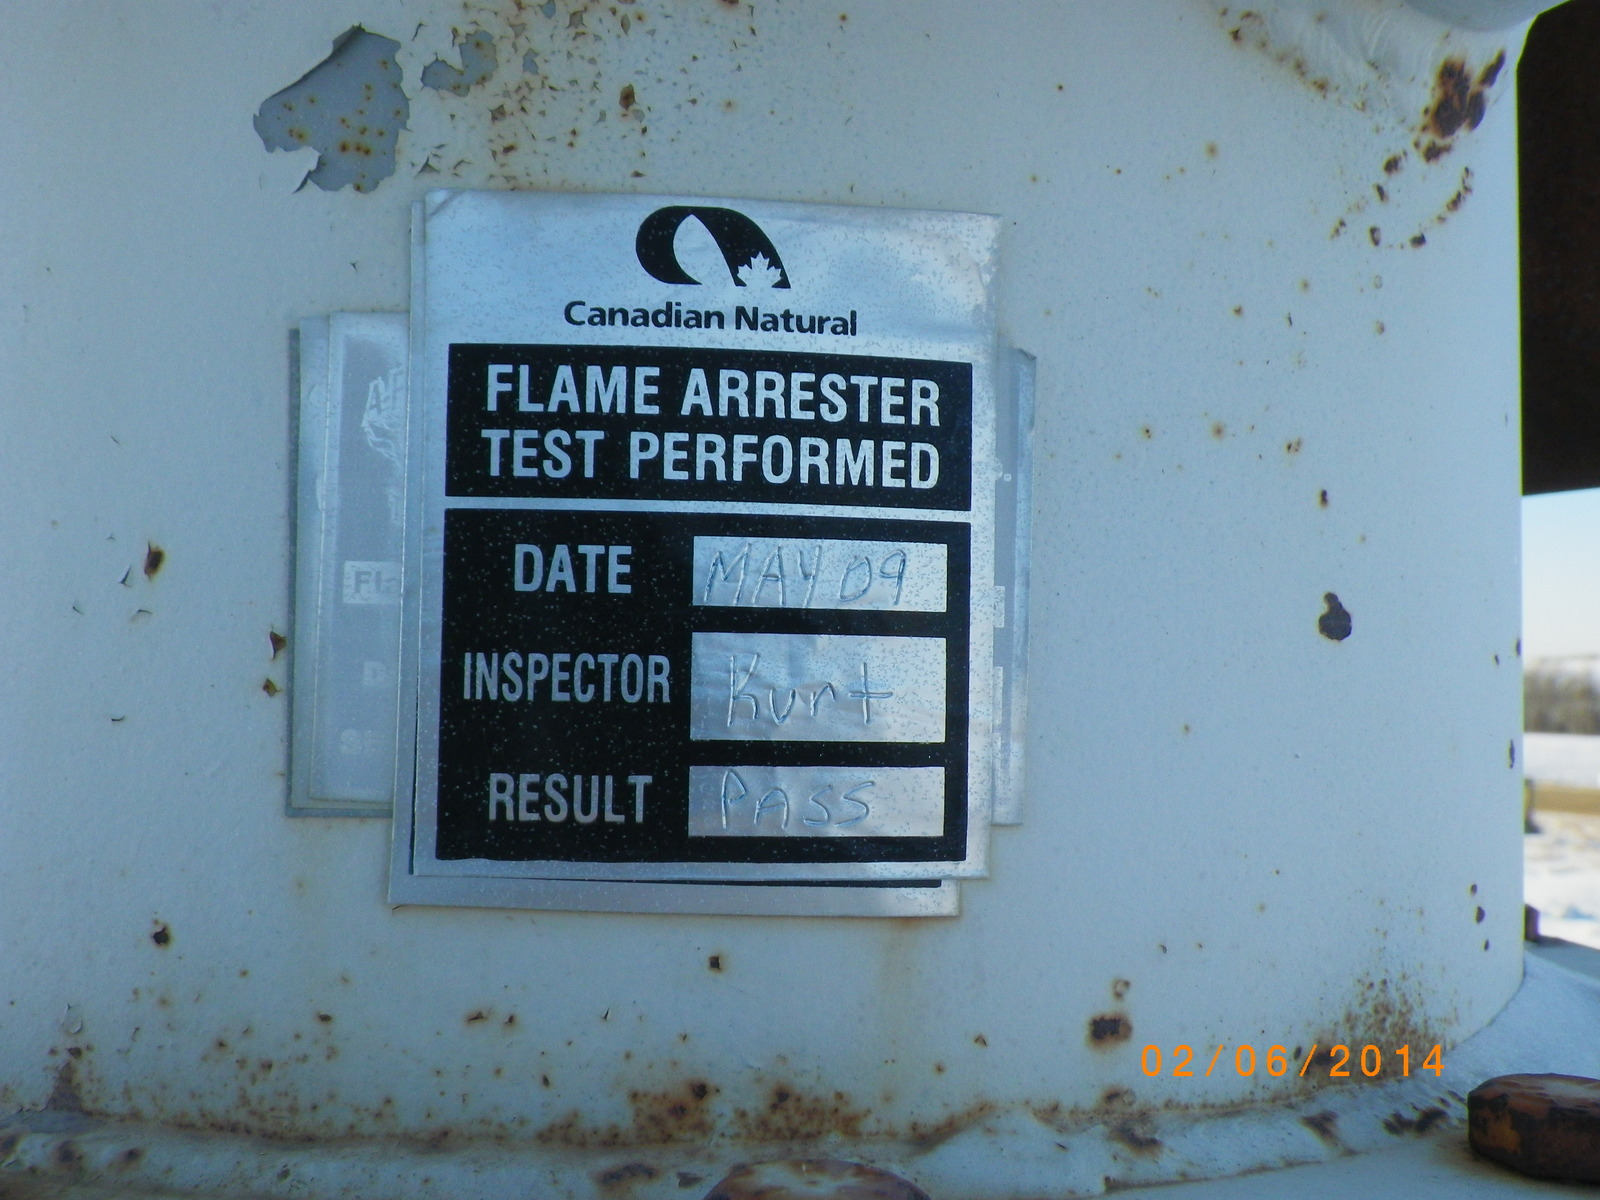 Canadian Natural
FLAME ARRESTER
TEST PERFORMED
DATE MAY 09
INSPECTOR Kurt
RESULT PASS
02/06/2014